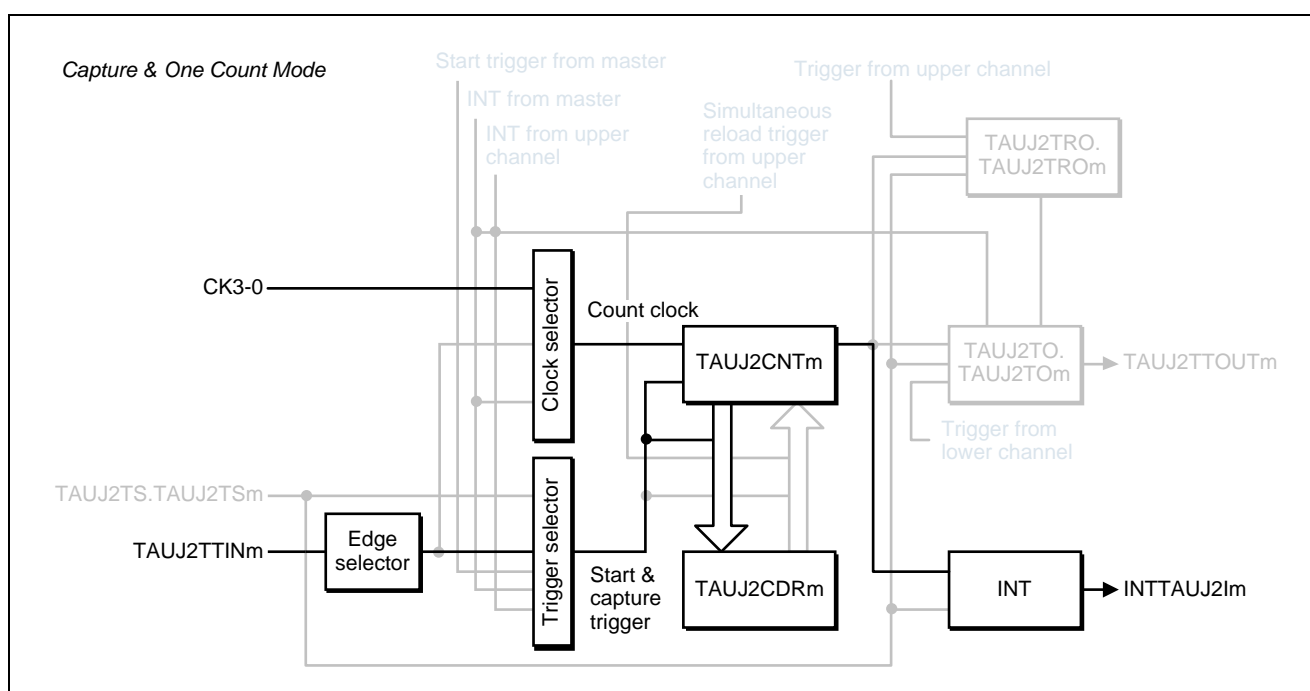 Capture & One Count Mode
Start trigger from master
INT from master
INT from upper
channel
Simultaneous
reload trigger
from upper
channel
Trigger from upper channel
TAUJ2TRO.
TAUJ2TROm
CK3-0
Clock selector
Count clock
TAUJ2CNTm
TAUJ2TO.
TAUJ2TOm
TAUJ2TTOUTm
Trigger from
lower channel
TAUJ2TS.TAUJ2TSm
TAUJ2TTINm
Edge
selector
Trigger selector
Start &
capture
trigger
TAUJ2CDRm
INT
INTTAUJ2Im